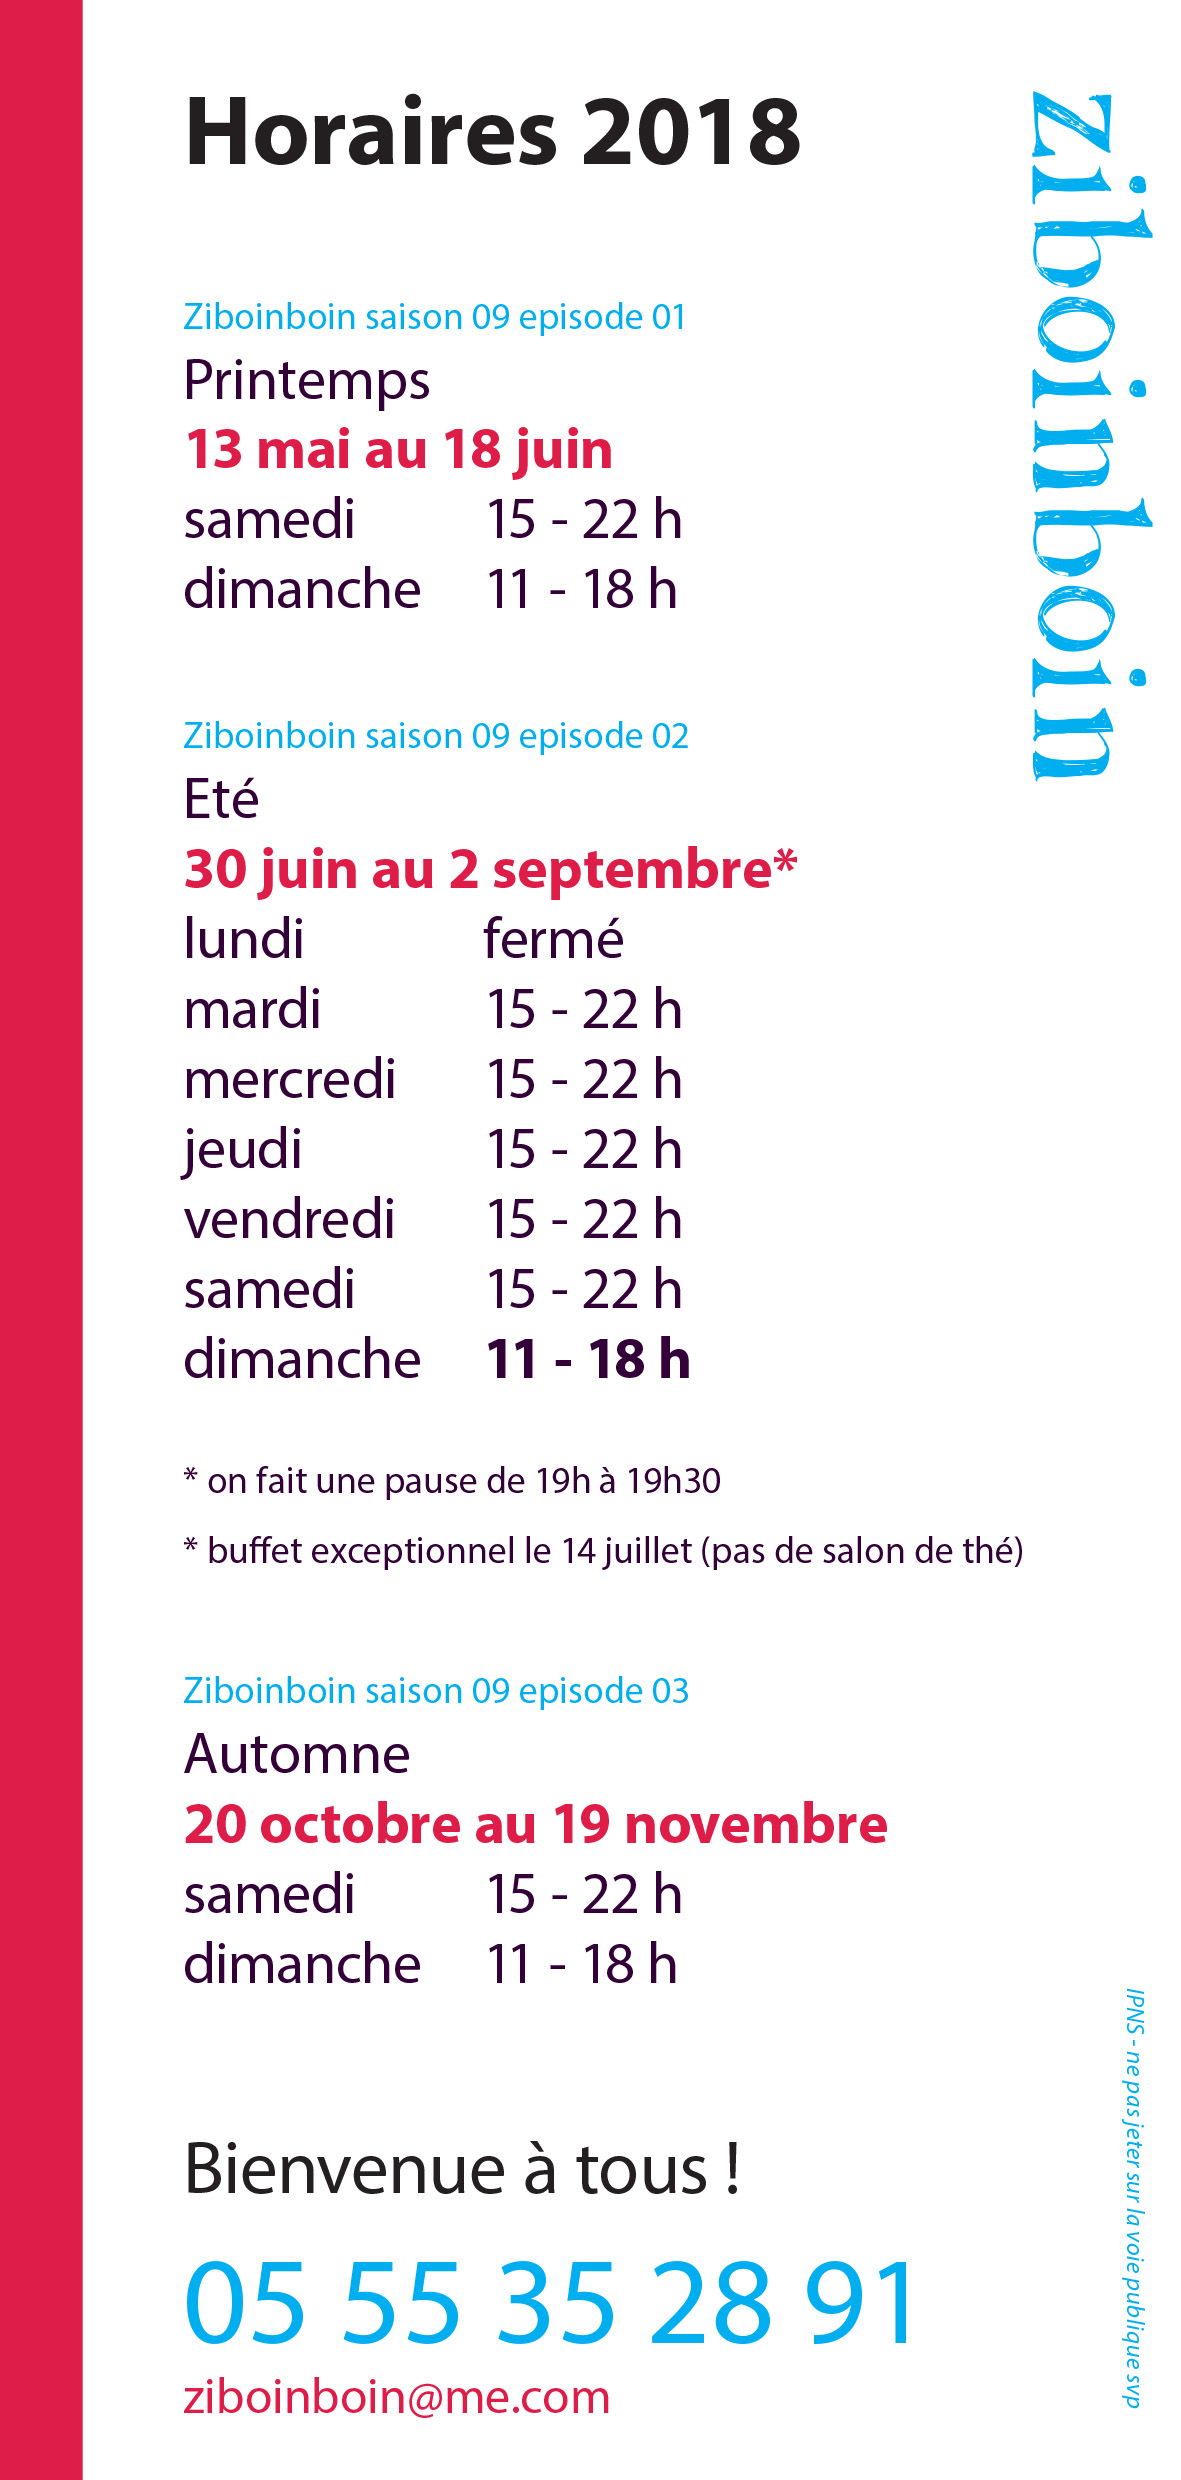 Horaires 2018
ziboinboin
Ziboinboin saison 09 episode 01
Printemps
13 mai au 18 juin
samedi 15 - 22 h
dimanche 11 - 18 h
Ziboinboin saison 09 episode 02
Eté
30 juin au 2 septembre*
lundi fermé
mardi 15 - 22 h
mercredi 15 - 22 h
jeudi 15 - 22 h
vendredi 15 - 22 h
samedi 15 - 22 h
dimanche 11 - 18 h
* on fait une pause de 19h à 19h30
* buffet exceptionnel le 14 juillet (pas de salon de thé)
Ziboinboin saison 09 episode 03
Automne
20 octobre au 19 novembre
samedi 15 - 22 h
dimanche 11 - 18 h
Bienvenue à tous !
05 55 35 28 91
ziboinboin@me.com
IPNS - ne pas jeter sur la voie publique svp